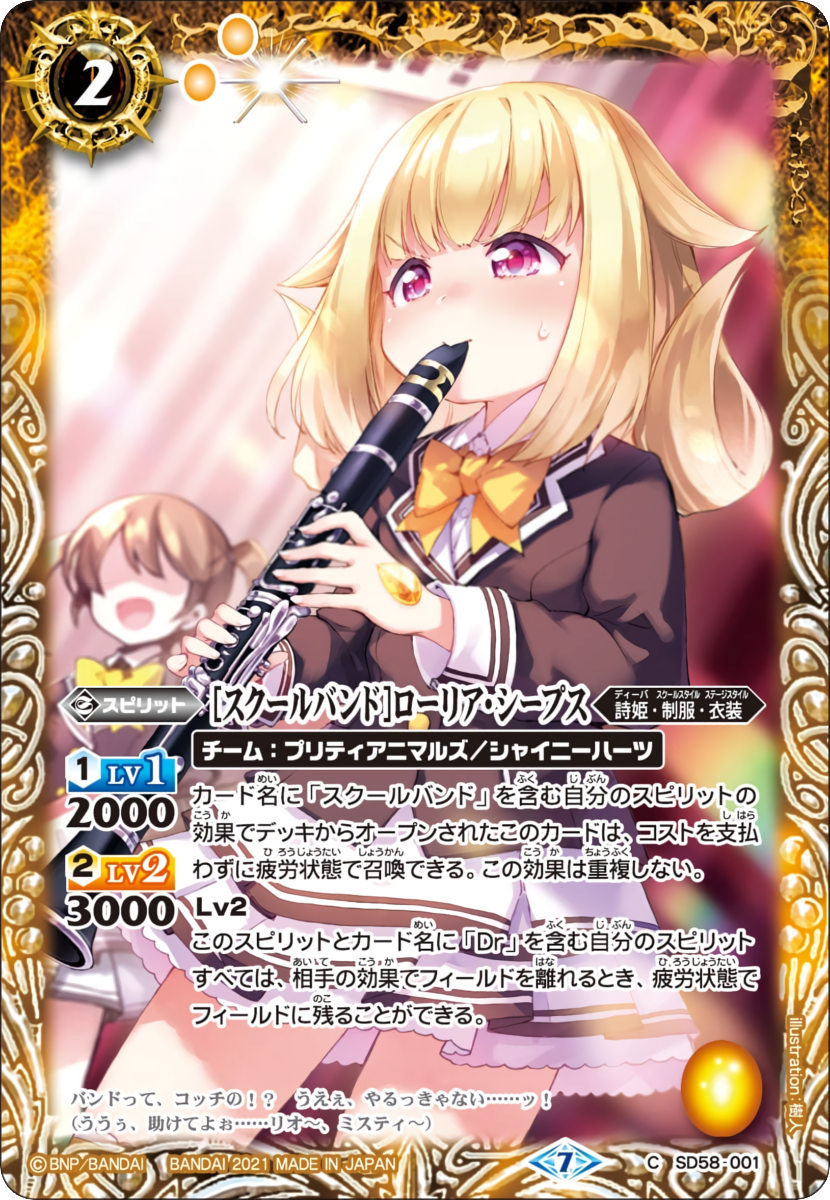 2
スピリット
[スクールバンド]ローリア・シープス
ディーバ スクールスタイル ステージスタイル
詩姫・制服・衣装
チーム：プリティアニマルズ／シャイニーハーツ
1 LV1
2000
2 LV2
3000
カード名に「スクールバンド」を含む自分のスピリットの
効果でデッキからオープンされたこのカードは、コストを支払
わずに疲労状態で召喚できる。この効果は重複しない。
Lv2
このスピリットとカード名に「Dr」を含む自分のスピリット
すべては、相手の効果でフィールドを離れるとき、疲労状態で
フィールドに残ることができる。
バンドって、コッチの！？　うえぇ、やるっきゃない……ッ！
（ううぅ、助けてよぉ……リオ〜、ミスティ〜）
illustration：樹人
©BNP/BANDAI BANDAI 2021 MADE IN JAPAN
7
C SD58-001